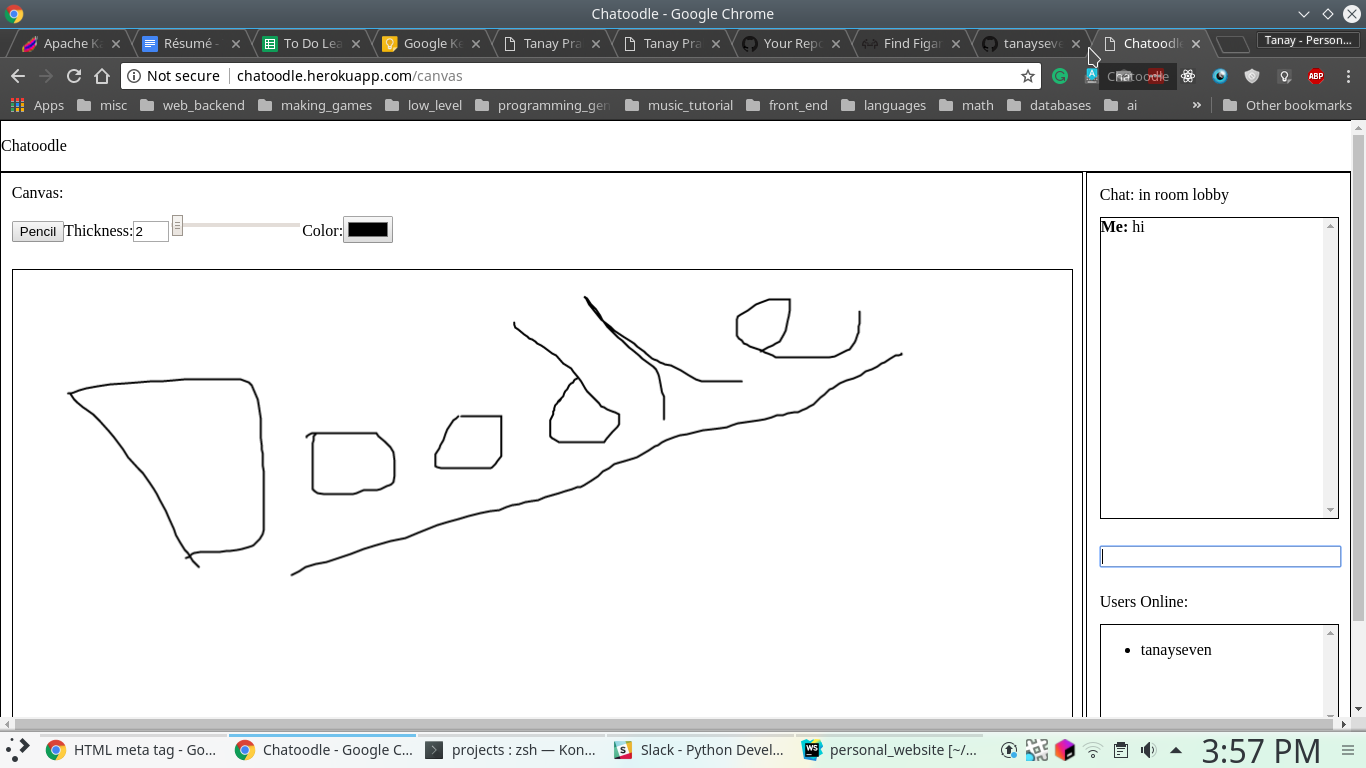 Chatoodle - Google Chrome
Apache K
Résumé -
To Do Lea
Google Ke
Tanay Pra
Tanay Pra
Your Repo
Find Figar
tanayseve
Chatoodle
Tanay - Person...
Not secure
chatoodle.herokuapp.com/canvas
ABP
Chatoodle
Apps
misc
web_backend
making_games
low_level
programming_gen
music_tutorial
front_end
languages
math
databases
ai
»
Other bookmarks
Chatoodle
Canvas:
Pencil
Thickness:
2
Color:
Chat: in room lobby
Me: hi
Users Online:
• tanayseven
HTML meta tag - Go...
Chatoodle - Google C...
projects : zsh — Kon...
Slack - Python Devel...
WS
personal_website [~/...
3:57 PM